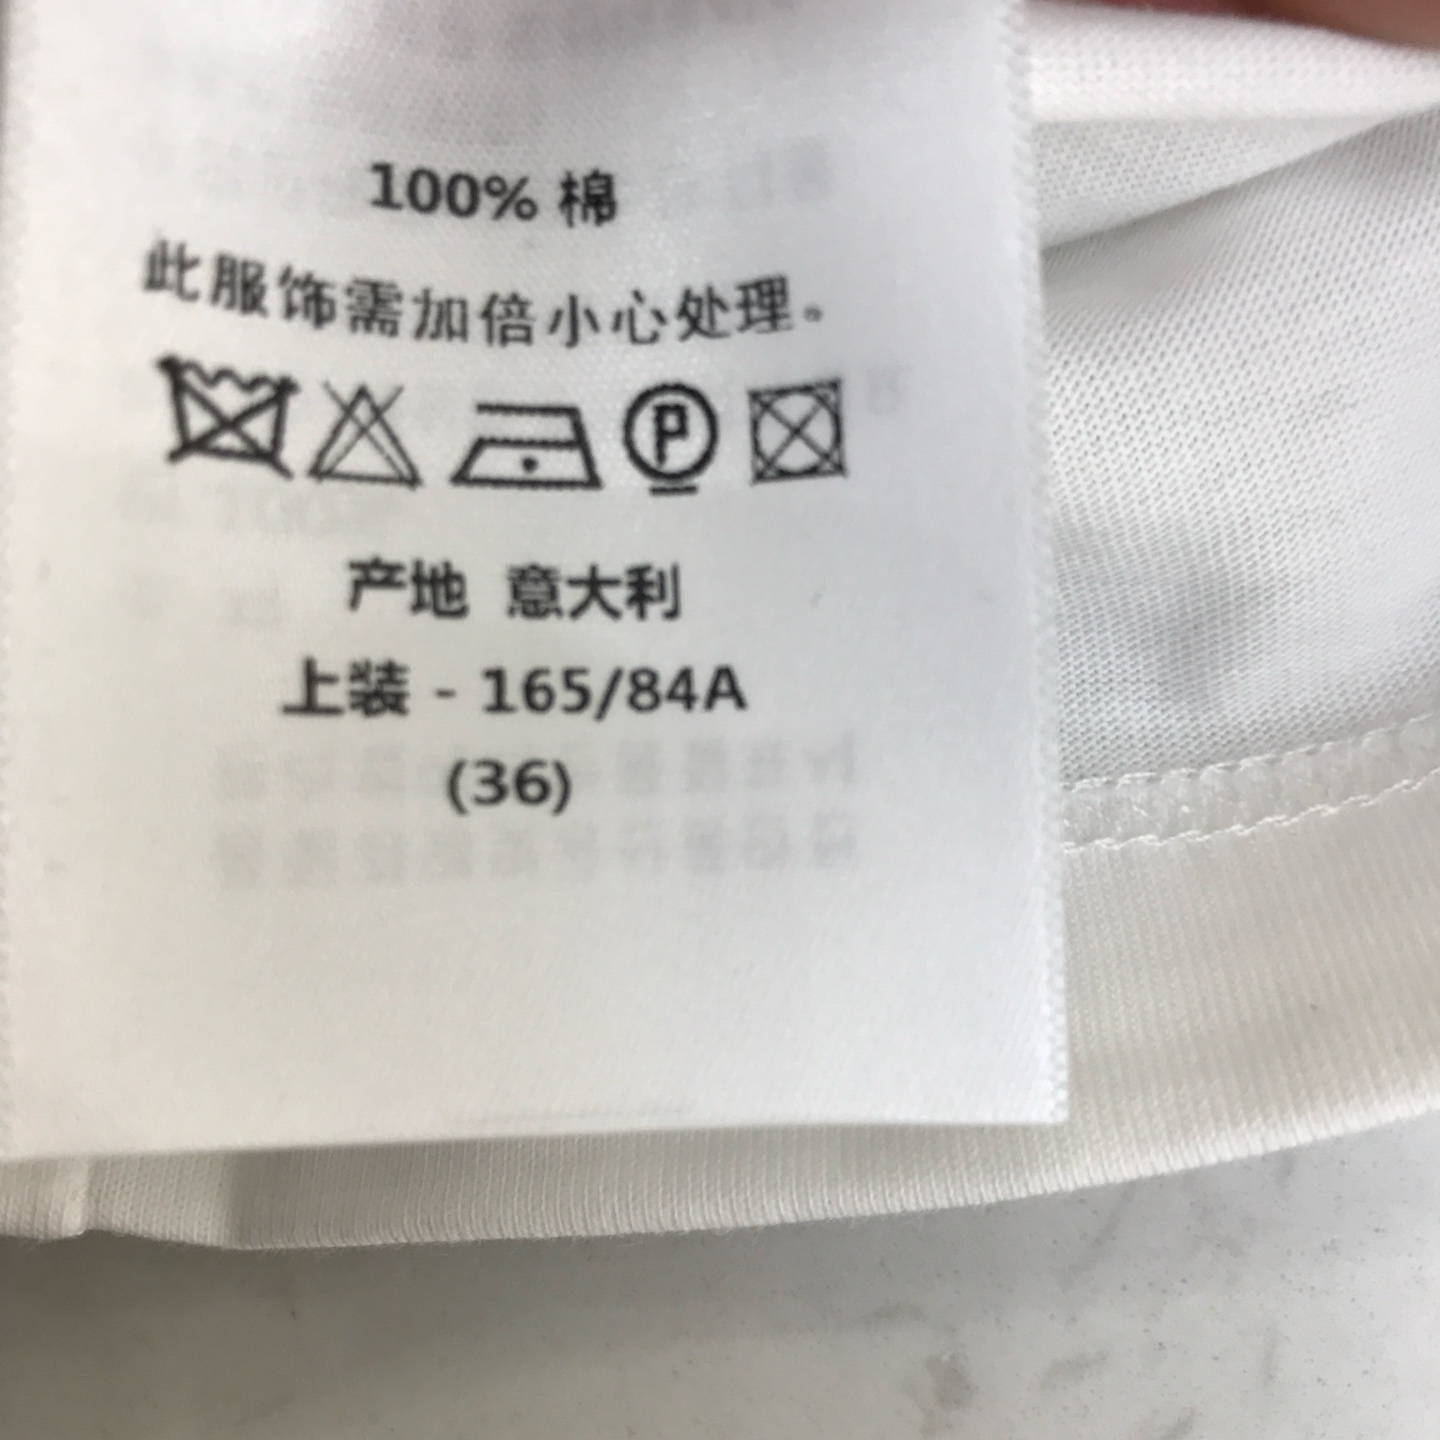 100% 棉
此服饰需加倍小心处理。
P
产地 意大利
上装 - 165/84A
(36)